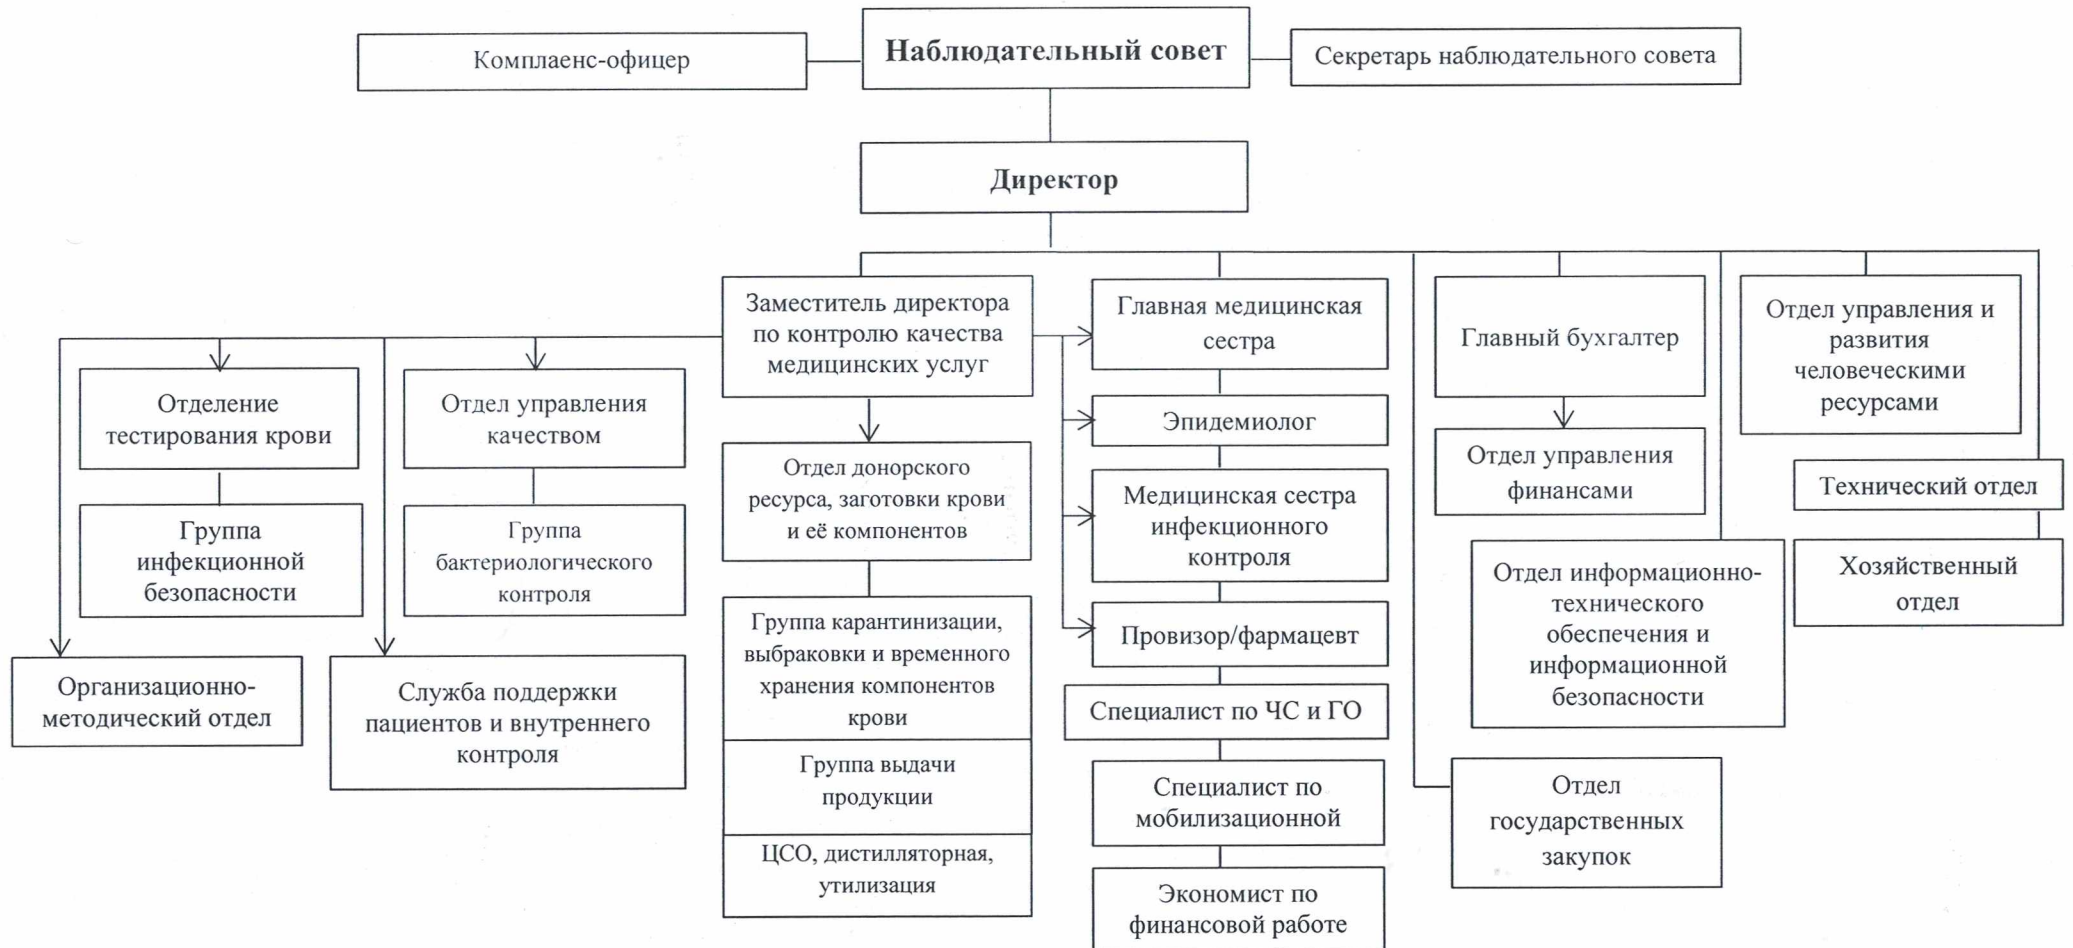 Комплаенс-офицер
Наблюдательный совет
Секретарь наблюдательного совета
Директор
Заместитель директора
по контролю качества
медицинских услуг
Отделение
тестирования крови
Группа
инфекционной
безопасности
Организационно-
методический отдел
Отдел управления
качеством
Группа
бактериологического
контроля
Служба поддержки
пациентов и внутреннего
контроля
Отдел донорского
ресурса, заготовки крови
и её компонентов
Группа карантинизации,
выбраковки и временного
хранения компонентов
крови
Группа выдачи
продукции
ЦСО, дистилляторная,
утилизация
Главная медицинская
сестра
Эпидемиолог
Медицинская сестра
инфекционного
контроля
Провизор/фармацевт
Специалист по ЧС и ГО
Специалист по
мобилизационной
Экономист по
финансовой работе
Главный бухгалтер
Отдел управления
финансами
Отдел информационно-
технического
обеспечения и
информационной
безопасности
Отдел
государственных
закупок
Отдел управления и
развития
человеческими
ресурсами
Технический отдел
Хозяйственный
отдел